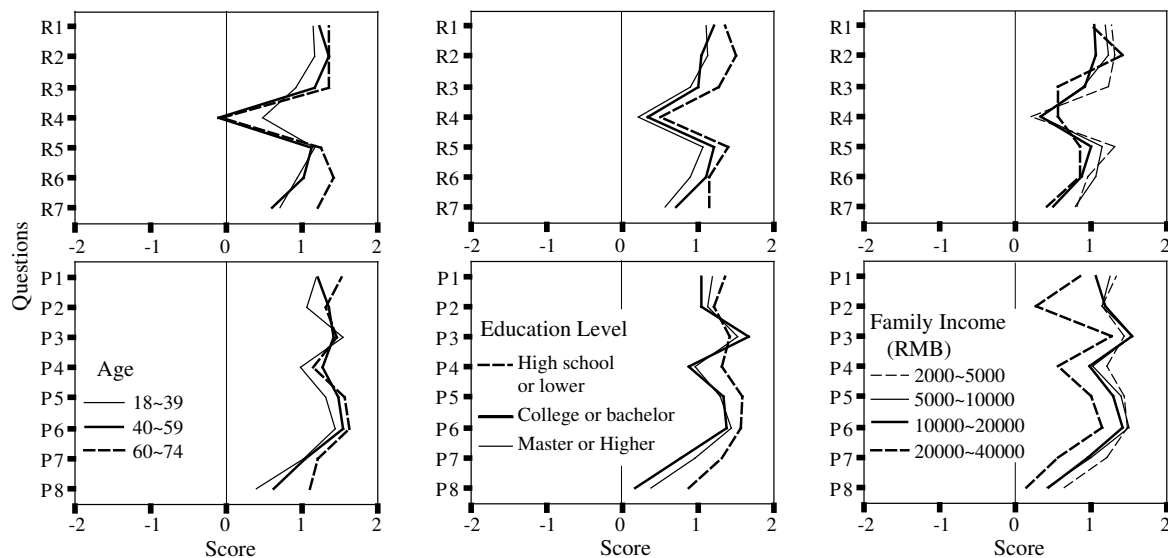 R1
R2
R3
R4
R5
R6
R7
-2 -1 0 1 2
R1
R2
R3
R4
R5
R6
R7
-2 -1 0 1 2
R1
R2
R3
R4
R5
R6
R7
-2 -1 0 1 2
Questions
P1
P2
P3
P4
P5
P6
P7
P8
Age
18~39
40~59
60~74
-2 -1 0 1 2
Score
P1
P2
P3
P4
P5
P6
P7
P8
Education Level
High school
or lower
College or bachelor
Master or Higher
-2 -1 0 1 2
Score
P1
P2
P3
P4
P5
P6
P7
P8
Family Income
(RMB)
2000~5000
5000~10000
10000~20000
20000~40000
-2 -1 0 1 2
Score